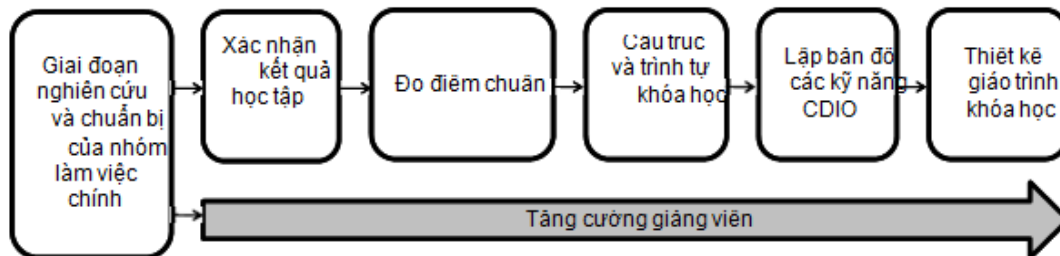 Giai đoạn
nghiên cứu
và chuẩn bị
của nhóm
làm việc
chính
Xác nhận
kết quả
học tập
Đo điểm chuẩn
Cấu trúc
và trình tự
khóa học
Lập bản đồ
các kỹ năng
CDIO
Thiết kế
giáo trình
khóa học
Tăng cường giảng viên